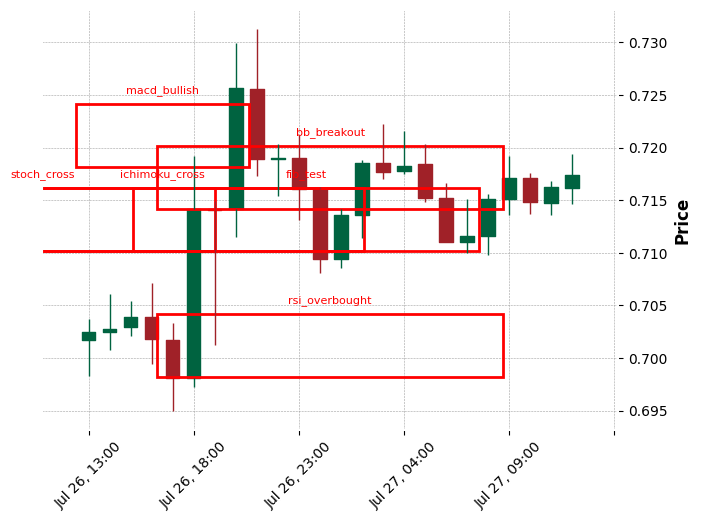 0.730
macd_bullish
0.725
bb_breakout
0.720
stoch_cross
ichimoku_cross
0.715
Price
0.710
rsi_overbought
0.705
0.700
0.695
Jul 26, 13:00
Jul 26, 18:00
Jul 26, 23:00
Jul 27, 04:00
Jul 27, 09:00